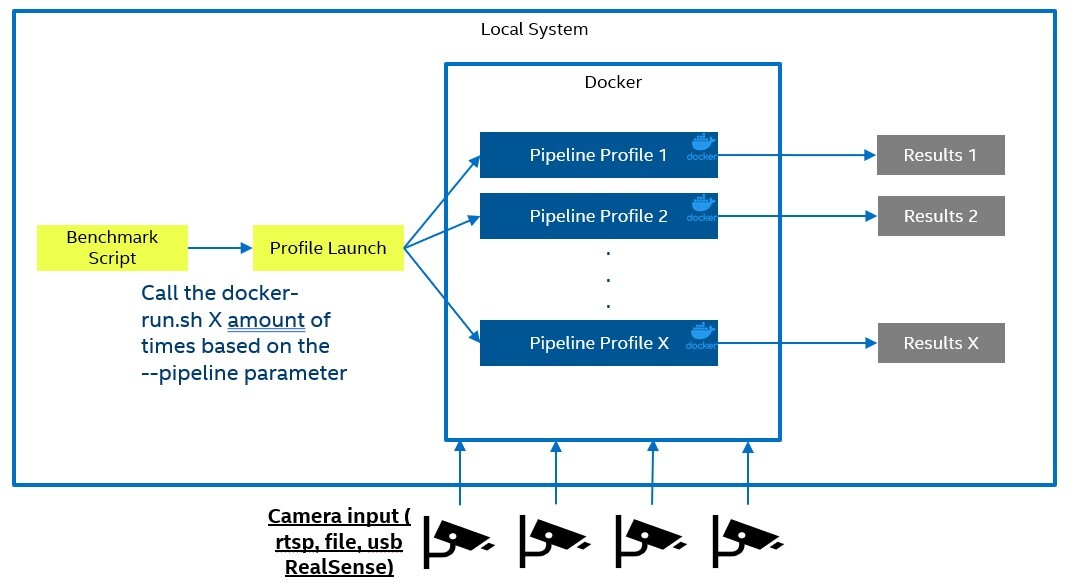 Local System
Docker
Pipeline Profile 1
docker
Results 1
Pipeline Profile 2
docker
Results 2
Benchmark
Script
Profile Launch
Call the docker-
run.sh X amount of
times based on the
--pipeline parameter
.
.
.
Pipeline Profile X
docker
Results X
Camera input (
rtsp, file, usb
RealSense)